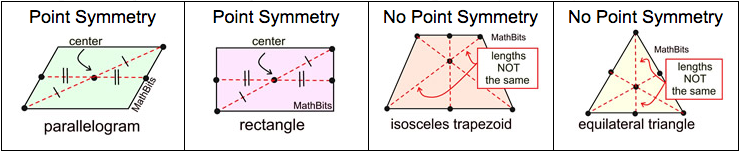 Point Symmetry
center
MathBits
parallelogram
Point Symmetry
center
MathBits
rectangle
No Point Symmetry
MathBits
lengths
NOT
the same
isosceles trapezoid
No Point Symmetry
MathBits
lengths
NOT
the same
equilateral triangle